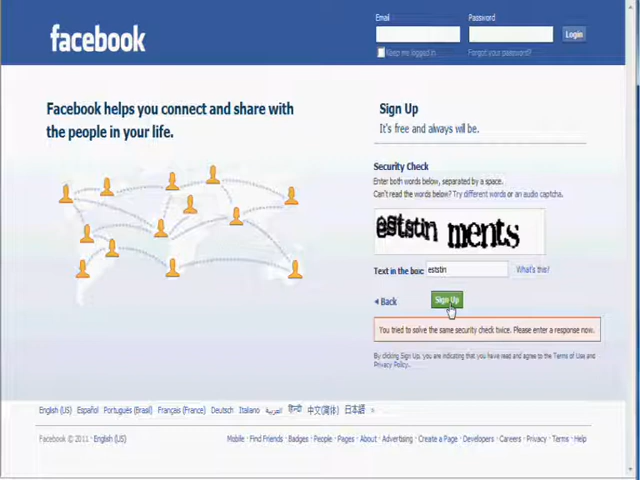 facebook
Email
Password
Login
Keep me logged in
Forgot your password?
Facebook helps you connect and share with
the people in your life.
Sign Up
It's free and always will be.
Security Check
Enter both words below, separated by a space.
Can't read the words below? Try different words or an audio captcha.
eststin ments
Text in the box: eststin What's this?
Back
Sign Up
You tried to solve the same security check twice. Please enter a response now.
By clicking Sign Up, you are indicating that you have read and agree to the Terms of Use and
Privacy Policy.
English (US) Español Português (Brasil) Français (France) Deutsch Italiano العربية हिन्दी 中文(简体) 日本語 »
Facebook © 2011 · English (US)
Mobile · Find Friends · Badges · People · Pages · About · Advertising · Create a Page · Developers · Careers · Privacy · Terms · Help